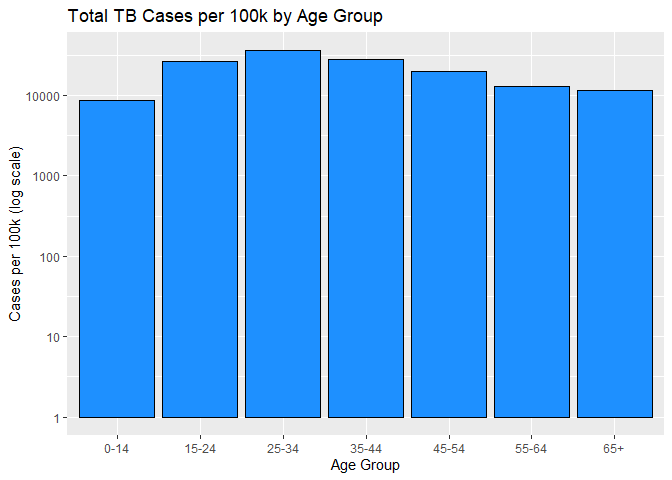 Total TB Cases per 100k by Age Group
Cases per 100k (log scale)
10000
1000
100
10
1
0-14 15-24 25-34 35-44 45-54 55-64 65+
Age Group